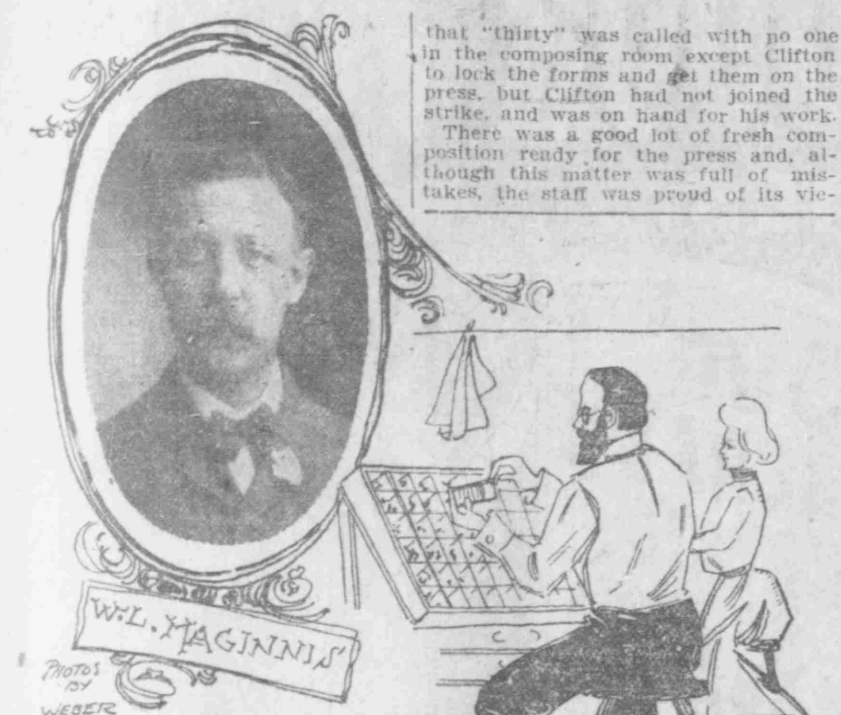 that "thirty" was called with no one
in the composing room except Clifton
to lock the forms and get them on the
press, but Clifton had not joined the
strike, and was on hand for his work.
There was a good lot of fresh com-
position ready for the press and, al-
though this matter was full of mis-
takes, the staff was proud of its vic-
Wm L. MAGINNIS
PHOTOS
BY
WEBER